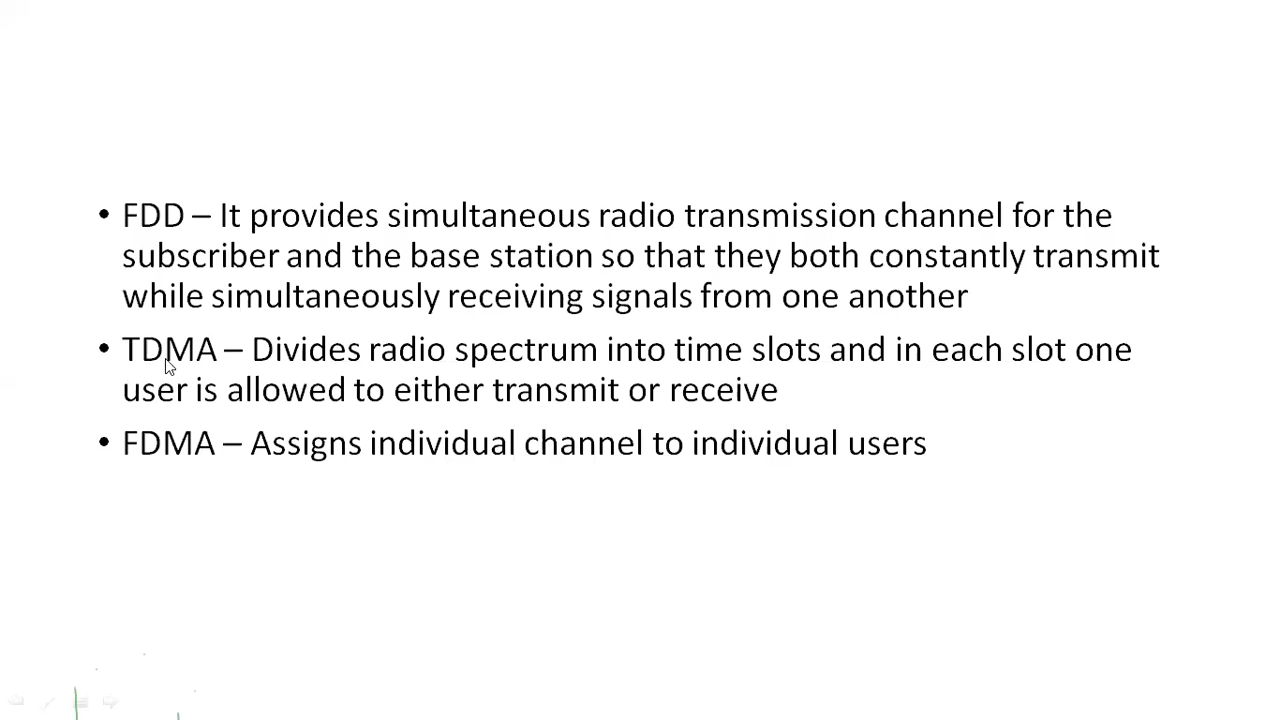 • FDD – It provides simultaneous radio transmission channel for the
subscriber and the base station so that they both constantly transmit
while simultaneously receiving signals from one another
• TDMA – Divides radio spectrum into time slots and in each slot one
user is allowed to either transmit or receive
• FDMA – Assigns individual channel to individual users